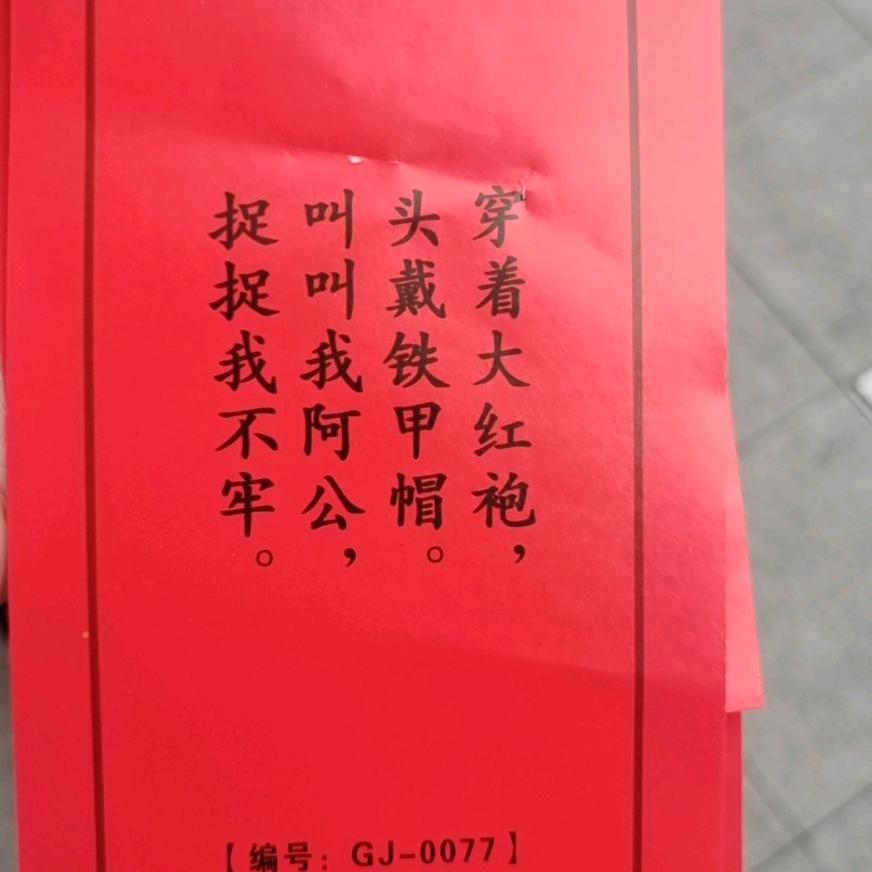 穿着大红袍，
头戴铁甲帽。
叫叫我阿公，
捉捉我不牢。
【编号：GJ-0077】